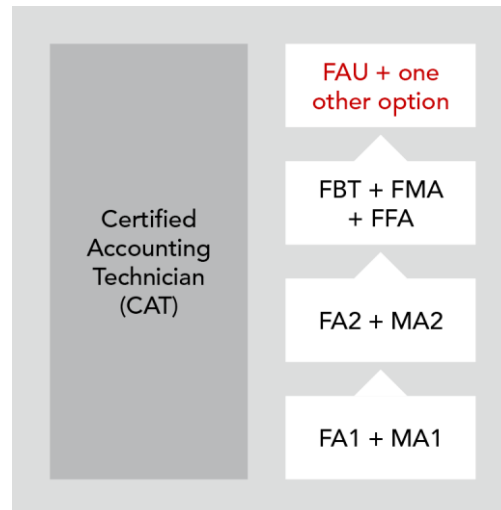 FAU + one
other option
FBT + FMA
+ FFA
Certified
Accounting
Technician
(CAT)
FA2 + MA2
FA1 + MA1